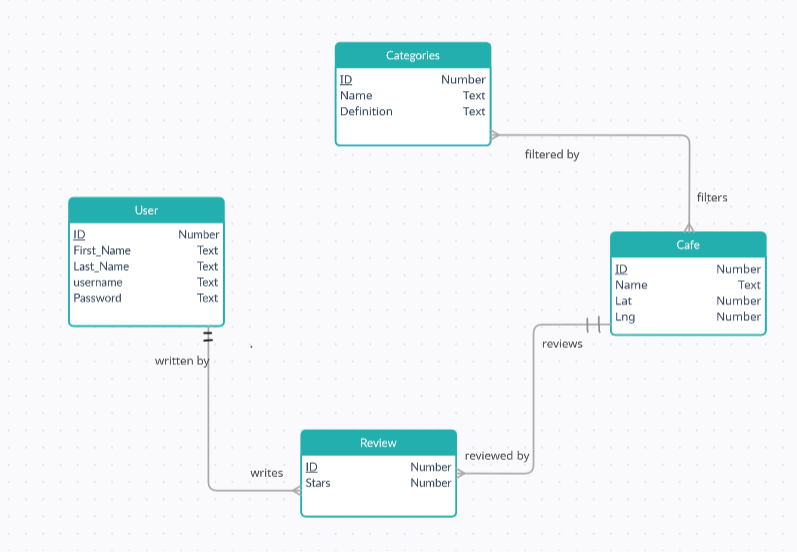 Categories
ID Number
Name Text
Definition Text
filtered by
filters
User
ID Number
First_Name Text
Last_Name Text
username Text
Password Text
Cafe
ID Number
Name Text
Lat Number
Lng Number
written by
reviews
Review
ID Number
Stars Number
reviewed by
writes